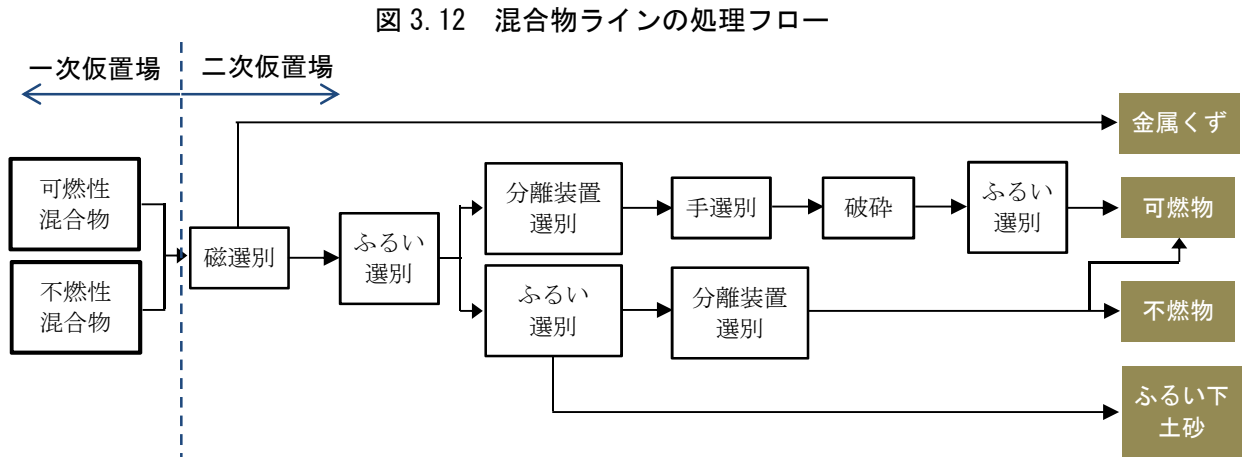 図 3.12　混合物ラインの処理フロー
一次仮置場
二次仮置場
金属くず
可燃性
混合物
不燃性
混合物
磁選別
ふるい
選別
分離装置
選別
手選別
破砕
ふるい
選別
可燃物
ふるい
選別
分離装置
選別
不燃物
ふるい下
土砂